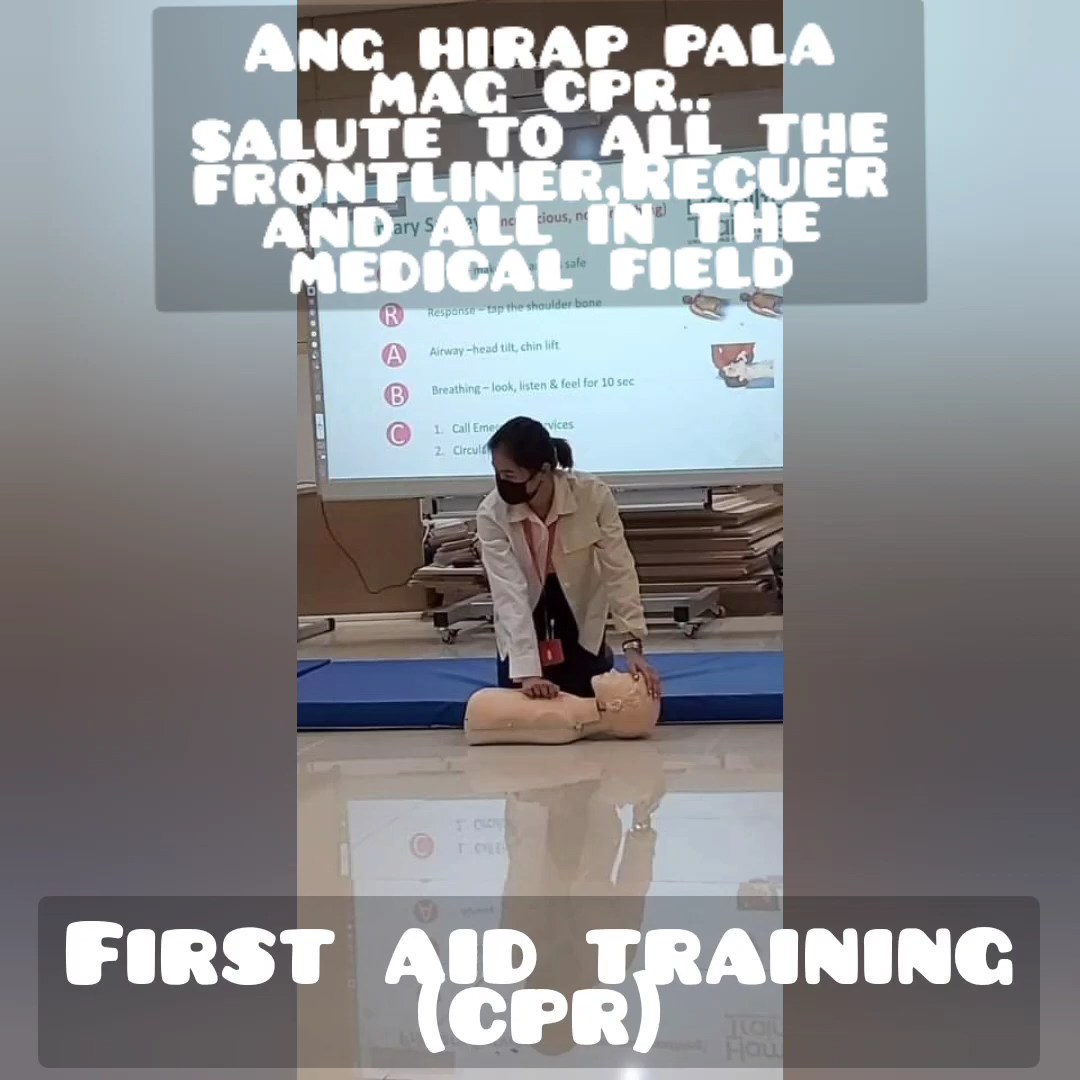 ANG HIRAP PALA
MAG CPR..
SALUTE TO ALL THE
FRONTLINER,RECUER
AND ALL IN THE
MEDICAL FIELD
safe
R Response – tap the shoulder bone
A Airway –head tilt, chin lift
B Breathing – look, listen & feel for 10 sec
C 1. Call
2.
FIRST AID TRAINING
(CPR)